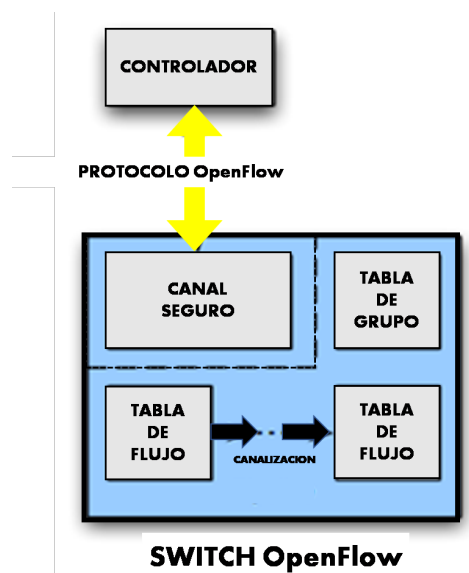 CONTROLADOR
PROTOCOLO OpenFlow
CANAL
SEGURO
TABLA
DE
GRUPO
TABLA
DE
FLUJO
CANALIZACION
TABLA
DE
FLUJO
SWITCH OpenFlow